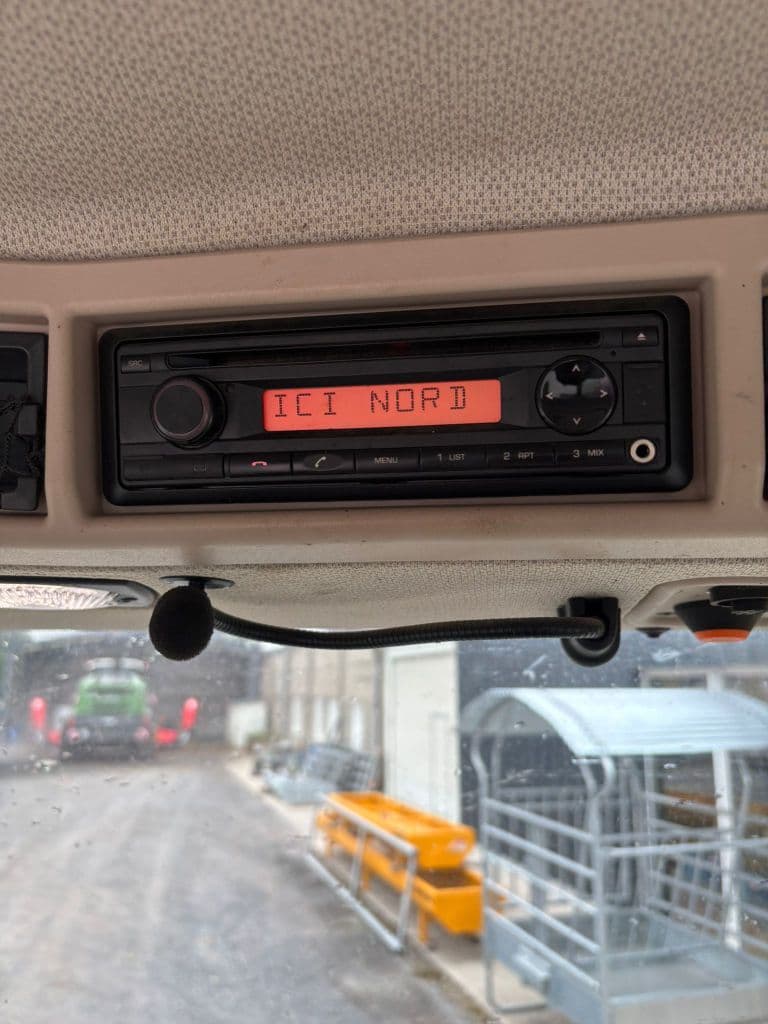 SRC
ICI NORD
MENU
1 LIST
2 RPT
3 MIX